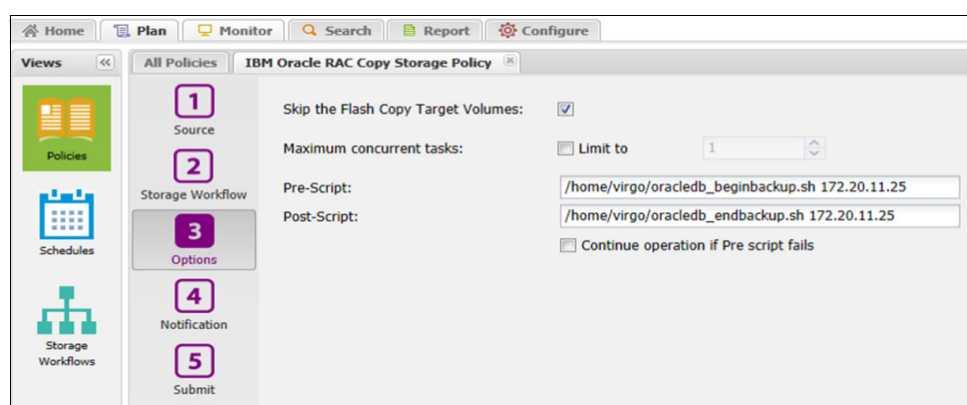 Home Plan Monitor Search Report Configure
Views All Policies IBM Oracle RAC Copy Storage Policy
Policies
Schedules
Storage
Workflows
1
Source
2
Storage Workflow
3
Options
4
Notification
5
Submit
Skip the Flash Copy Target Volumes:
Maximum concurrent tasks: Limit to 1
Pre-Script: /home/virgo/oracledb_beginbackup.sh 172.20.11.25
Post-Script: /home/virgo/oracledb_endbackup.sh 172.20.11.25
Continue operation if Pre script fails